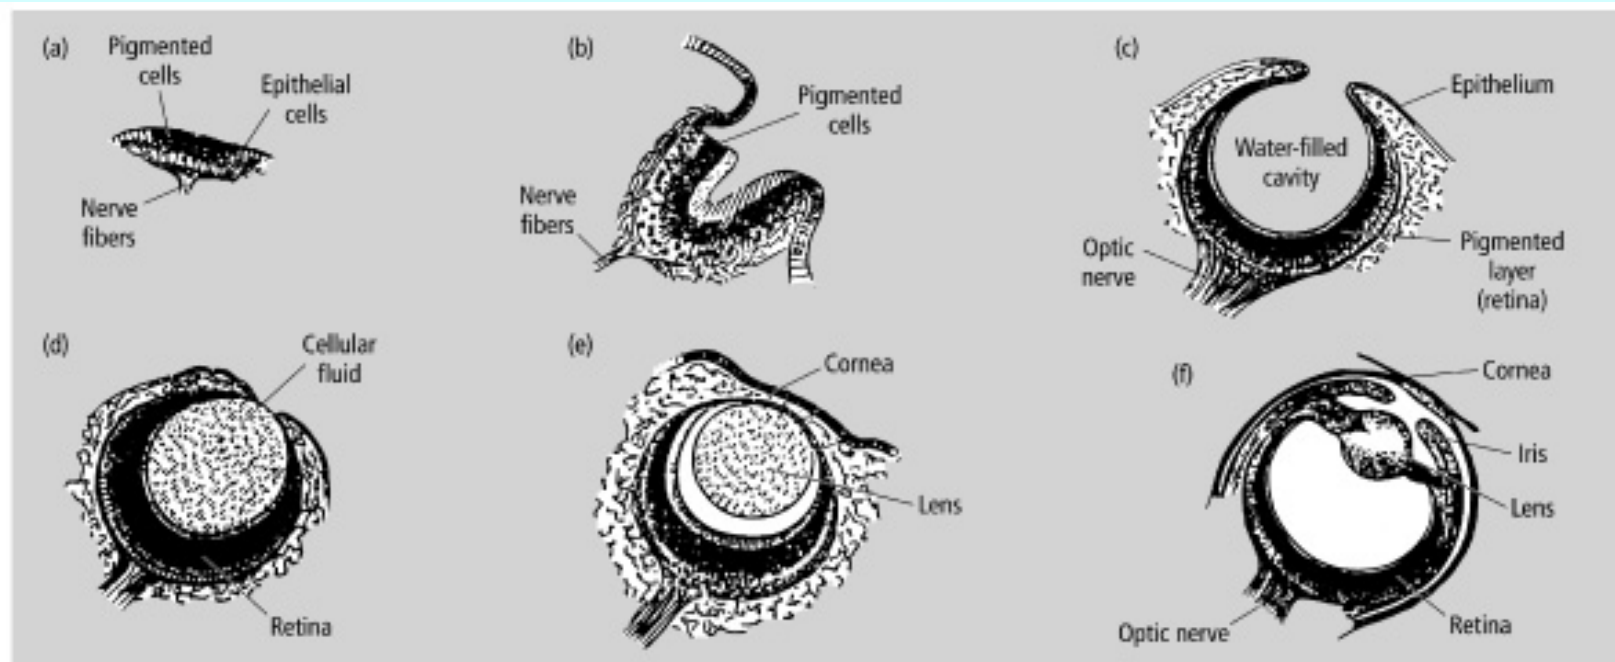 (a)
Pigmented
cells
Epithelial
cells
Nerve
fibers
(b)
Pigmented
cells
Nerve
fibers
(c)
Epithelium
Water-filled
cavity
Optic
nerve
Pigmented
layer
(retina)
(d)
Cellular
fluid
Retina
(e)
Cornea
Lens
(f)
Cornea
Iris
Lens
Retina
Optic nerve